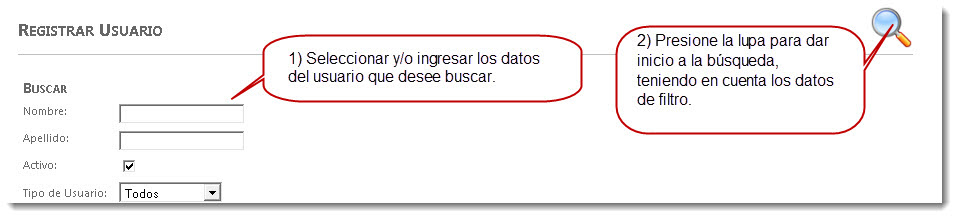 REGISTRAR USUARIO
1) Seleccionar y/o ingresar los datos
del usuario que desee buscar.
2) Presione la lupa para dar
inicio a la búsqueda,
teniendo en cuenta los datos
de filtro.
BUSCAR
Nombre:
Apellido:
Activo:
Tipo de Usuario: Todos